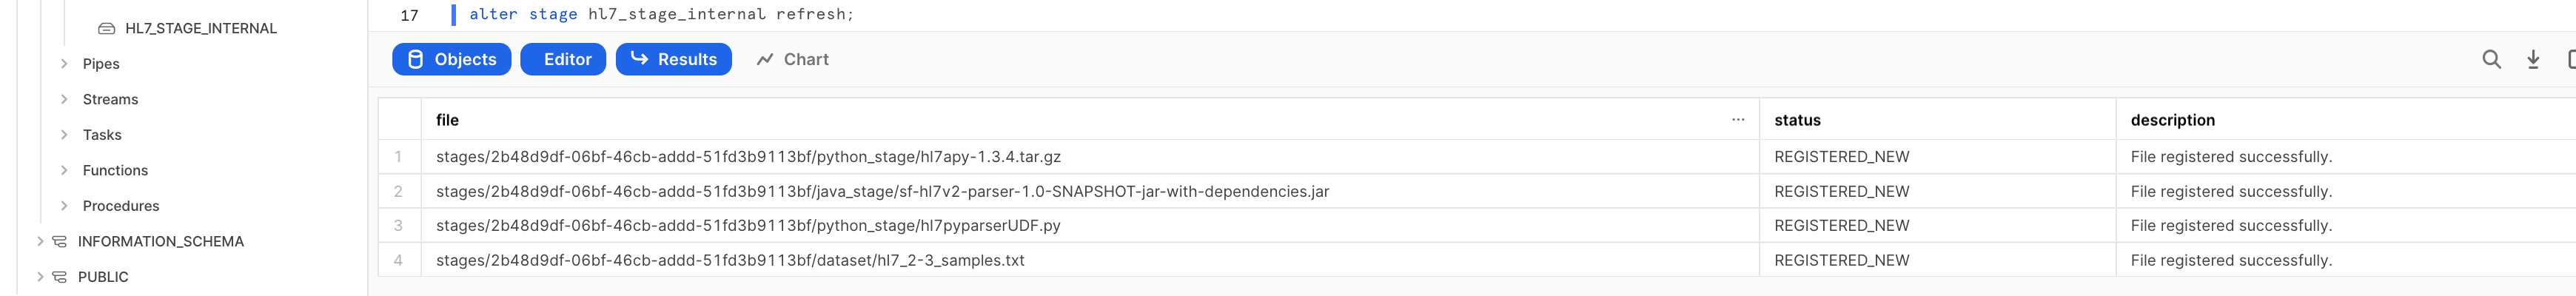 HL7_STAGE_INTERNAL
Pipes
Streams
Tasks
Functions
Procedures
INFORMATION_SCHEMA
PUBLIC
17 alter stage hl7_stage_internal refresh;
Objects Editor Results Chart
file ... status description
1 stages/2b48d9df-06bf-46cb-addd-51fd3b9113bf/python_stage/hl7apy-1.3.4.tar.gz REGISTERED_NEW File registered successfully.
2 stages/2b48d9df-06bf-46cb-addd-51fd3b9113bf/java_stage/sf-hl7v2-parser-1.0-SNAPSHOT-jar-with-dependencies.jar REGISTERED_NEW File registered successfully.
3 stages/2b48d9df-06bf-46cb-addd-51fd3b9113bf/python_stage/hl7pyparserUDF.py REGISTERED_NEW File registered successfully.
4 stages/2b48d9df-06bf-46cb-addd-51fd3b9113bf/dataset/hl7_2-3_samples.txt REGISTERED_NEW File registered successfully.